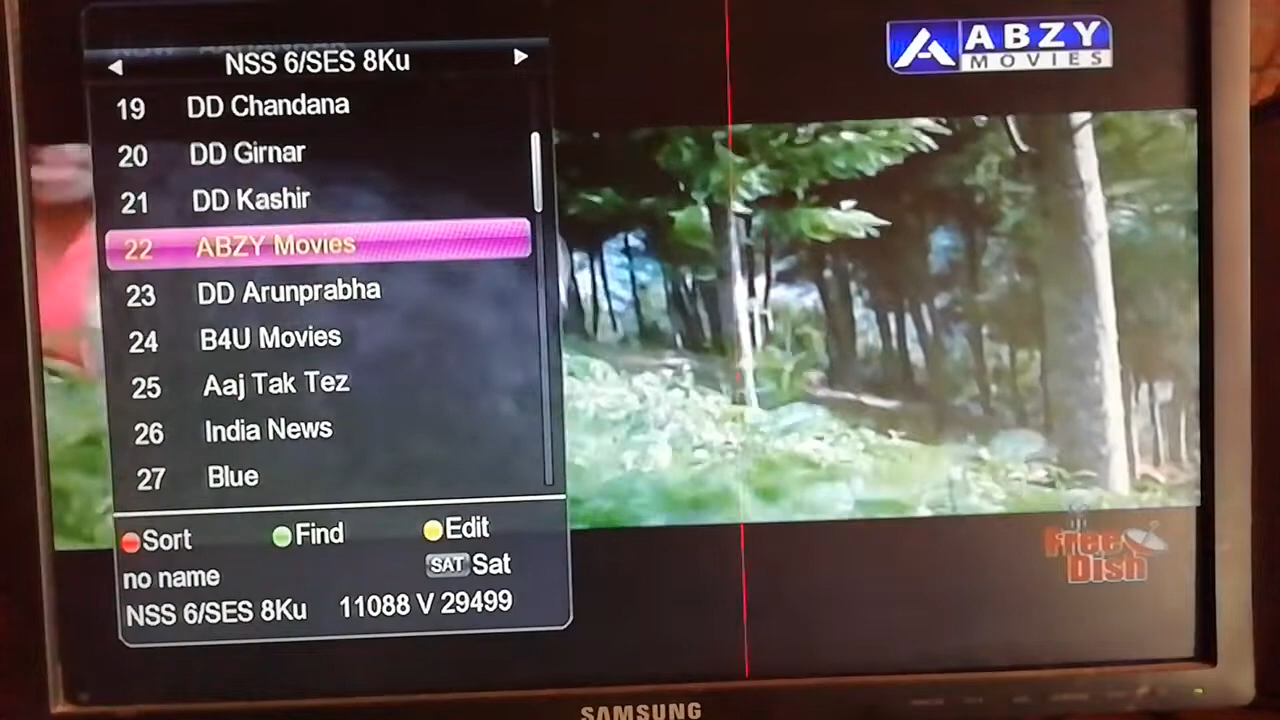 NSS 6/SES 8Ku
19 DD Chandana
20 DD Girnar
21 DD Kashir
22 ABZY Movies
23 DD Arunprabha
24 B4U Movies
25 Aaj Tak Tez
26 India News
27 Blue
Sort Find Edit
no name SAT Sat
NSS 6/SES 8Ku 11088 V 29499
ABZY
MOVIES
Free
Dish
SAMSUNG